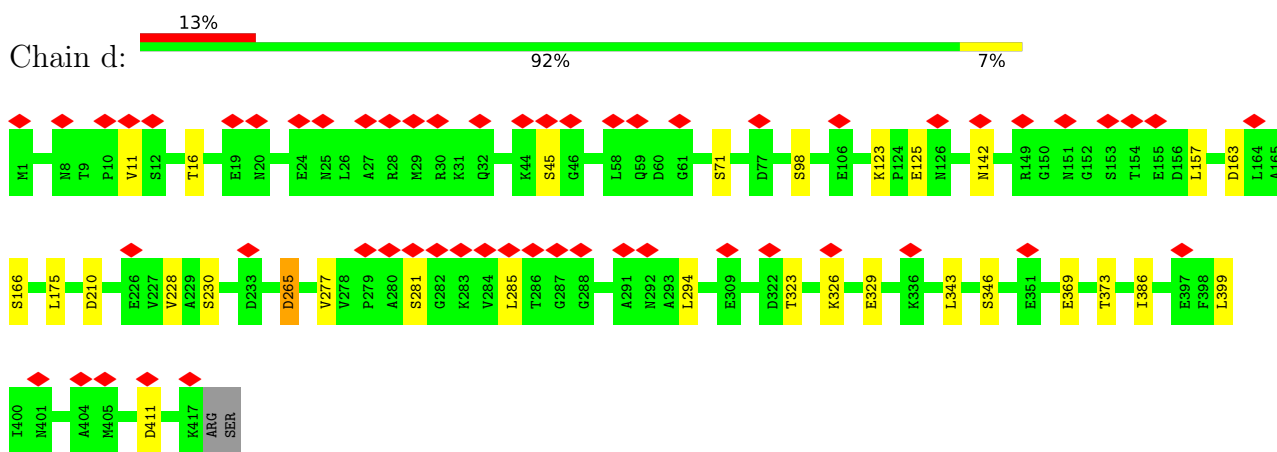 13%
Chain d:
92% 7%
M1 N8 T9 P10 V11 S12 T16 E19 N20 E24 N25 L26 A27 R28 M29 R30 K31 Q32 K44 S45 G46 L58 Q59 D60 G61 S71 D77 S98 E106 K123 P124 E125 N126 N142 R149 G150 N151 G152 S153 T154 E155 D156 L157 D163 L164 A165
S166 L175 D210 E226 V227 V228 A229 S230 D233 D265 V277 V278 P279 A280 S281 G282 K283 V284 L285 T286 G287 G288 A291 N292 A293 L294 E309 D322 T323 K326 E329 K336 L343 S346 E351 E369 T373 I386 E397 F398 L399
I400 N401 A404 M405 D411 K417 ARG SER